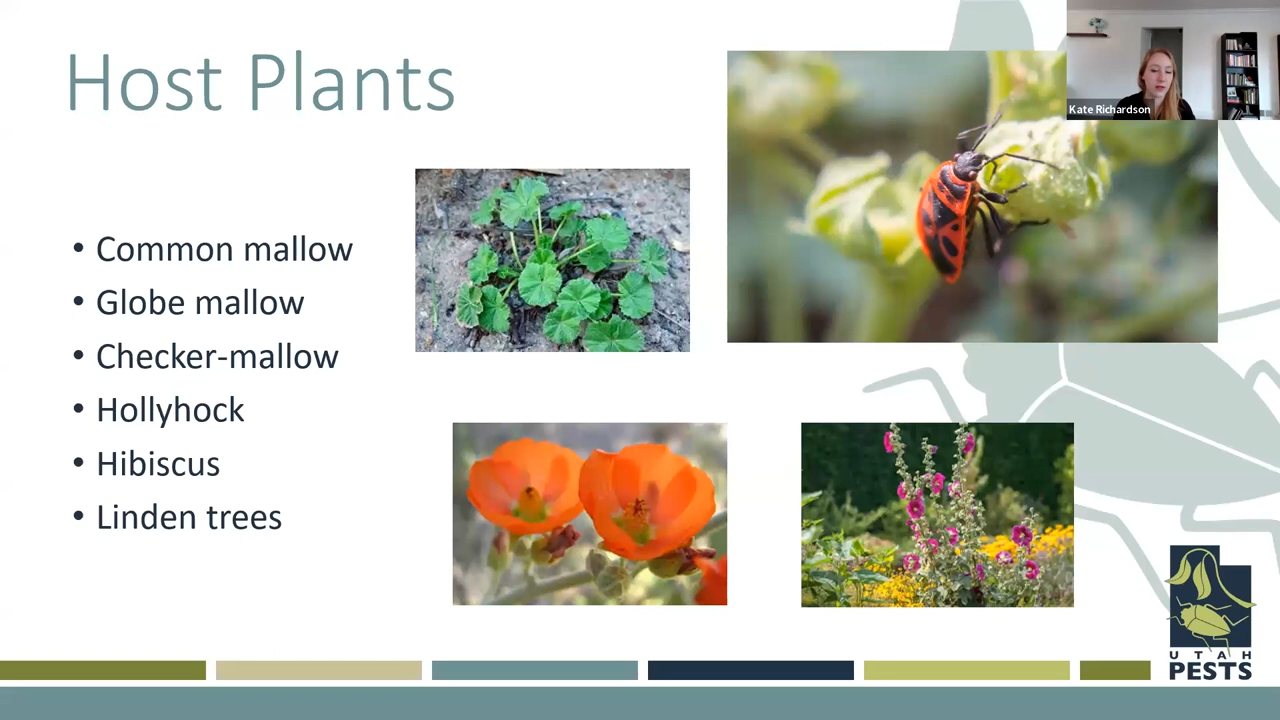 Host Plants
Kate Richardson
• Common mallow
• Globe mallow
• Checker-mallow
• Hollyhock
• Hibiscus
• Linden trees
UTAH
PESTS